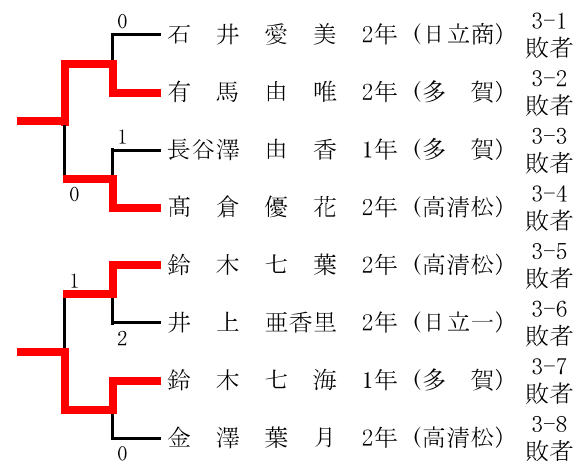 0
石 井 愛 美 2年 (日立商) 3-1
敗者
有 馬 由 唯 2年 (多 賀) 3-2
敗者
1
長谷澤 由 香 1年 (多 賀) 3-3
敗者
0
髙 倉 優 花 2年 (高清松) 3-4
敗者
鈴 木 七 葉 2年 (高清松) 3-5
敗者
1
井 上 亜香里 2年 (日立一) 3-6
敗者
2
鈴 木 七 海 1年 (多 賀) 3-7
敗者
金 澤 葉 月 2年 (高清松) 3-8
敗者
0